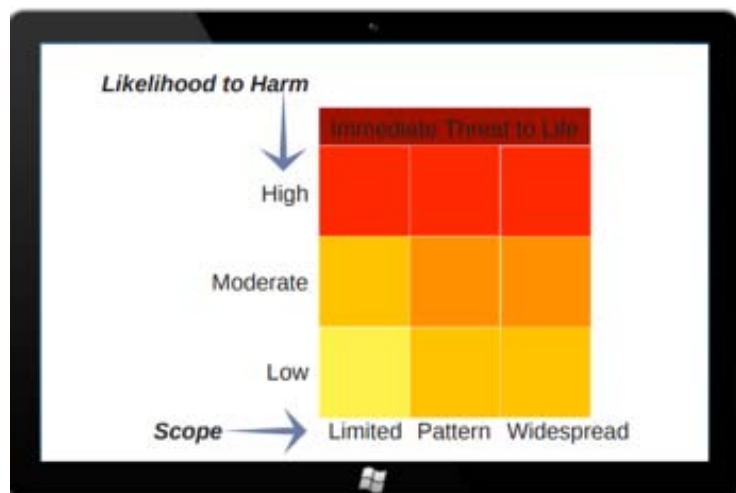 Likelihood to Harm
Immediate Threat to Life
High
Moderate
Low
Scope
Limited Pattern Widespread